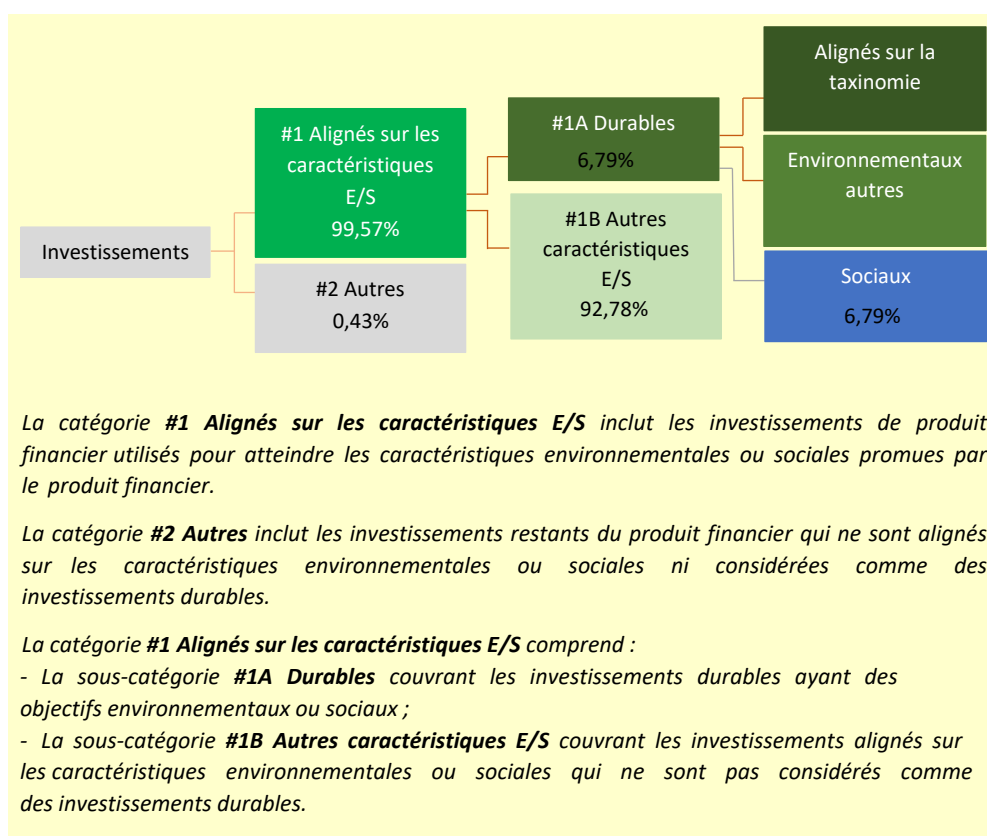 Investissements
#1 Alignés sur les
caractéristiques
E/S
99,57%
#2 Autres
0,43%
#1A Durables
6,79%
#1B Autres
caractéristiques
E/S
92,78%
Alignés sur la
taxinomie
Environnementaux
autres
Sociaux
6,79%
La catégorie #1 Alignés sur les caractéristiques E/S inclut les investissements de produit
financier utilisés pour atteindre les caractéristiques environnementales ou sociales promues par
le produit financier.
La catégorie #2 Autres inclut les investissements restants du produit financier qui ne sont alignés
sur les caractéristiques environnementales ou sociales ni considérées comme des
investissements durables.
La catégorie #1 Alignés sur les caractéristiques E/S comprend :
- La sous-catégorie #1A Durables couvrant les investissements durables ayant des
objectifs environnementaux ou sociaux ;
- La sous-catégorie #1B Autres caractéristiques E/S couvrant les investissements alignés sur
les caractéristiques environnementales ou sociales qui ne sont pas considérés comme
des investissements durables.